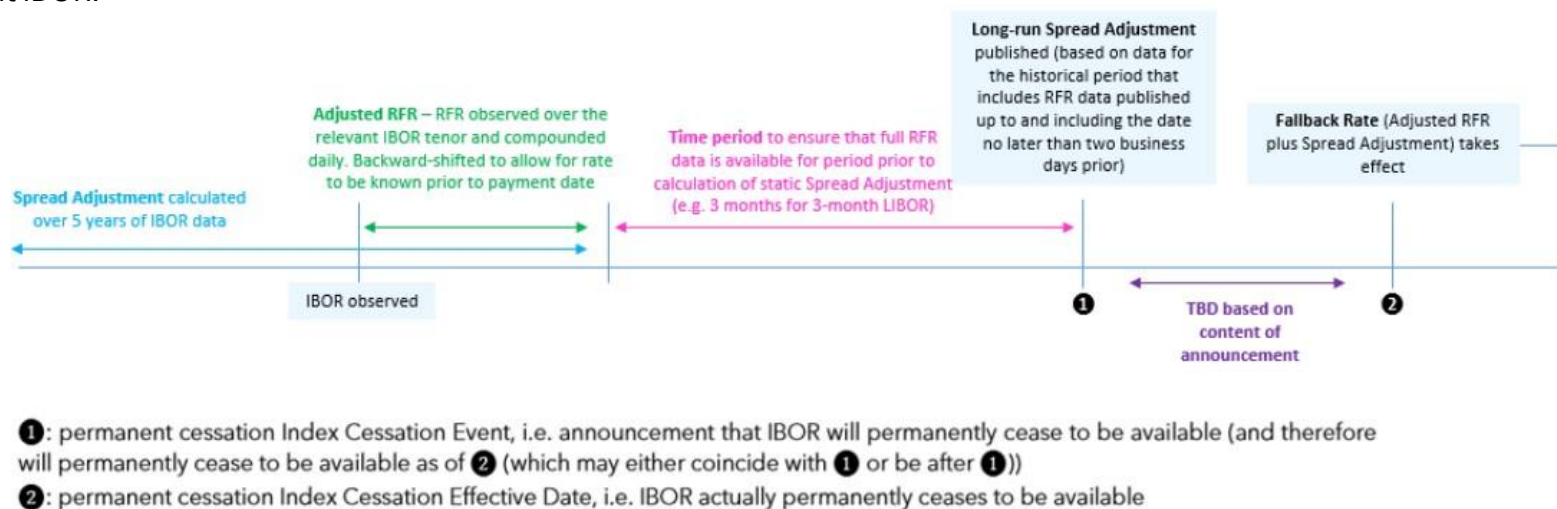 Long-run Spread Adjustment
published (based on data for
the historical period that
includes RFR data published
up to and including the date
no later than two business
days prior)
Adjusted RFR – RFR observed over the
relevant IBOR tenor and compounded
daily. Backward-shifted to allow for rate
to be known prior to payment date
Time period to ensure that full RFR
data is available for period prior to
calculation of static Spread Adjustment
(e.g. 3 months for 3-month LIBOR)
Fallback Rate (Adjusted RFR
plus Spread Adjustment) takes
effect
Spread Adjustment calculated
over 5 years of IBOR data
IBOR observed
❶
❷
TBD based on
content of
announcement
❶: permanent cessation Index Cessation Event, i.e. announcement that IBOR will permanently cease to be available (and therefore
will permanently cease to be available as of ❷ (which may either coincide with ❶ or be after ❶))
❷: permanent cessation Index Cessation Effective Date, i.e. IBOR actually permanently ceases to be available